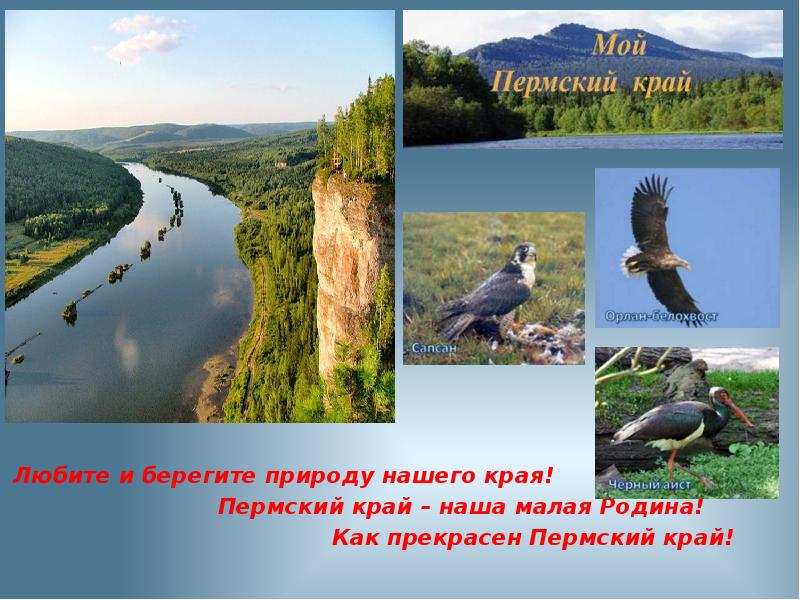 Мой
Пермский край
Орлан-белохвост
Сапсан
Чёрный аист
Любите и берегите природу нашего края!
Пермский край – наша малая Родина!
Как прекрасен Пермский край!